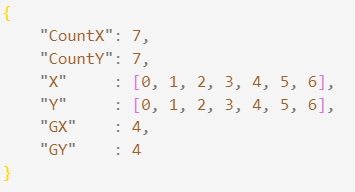 {
    "CountX": 7,
    "CountY": 7,
    "X"     : [0, 1, 2, 3, 4, 5, 6],
    "Y"     : [0, 1, 2, 3, 4, 5, 6],
    "GX"    : 4,
    "GY"    : 4
}